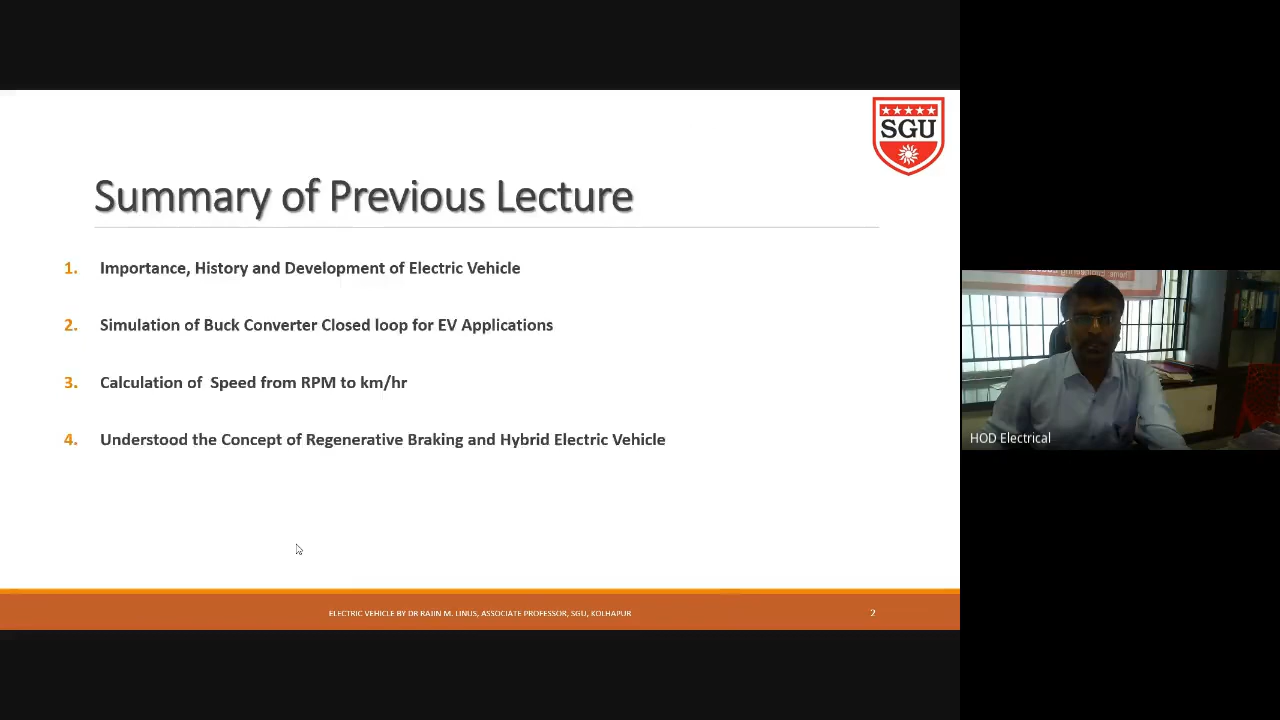 SGU
Summary of Previous Lecture
1. Importance, History and Development of Electric Vehicle
2. Simulation of Buck Converter Closed loop for EV Applications
3. Calculation of Speed from RPM to km/hr
4. Understood the Concept of Regenerative Braking and Hybrid Electric Vehicle
ELECTRIC VEHICLE BY DR RAJIN M. LINUS, ASSOCIATE PROFESSOR, SGU, KOLHAPUR
2
HOD Electrical